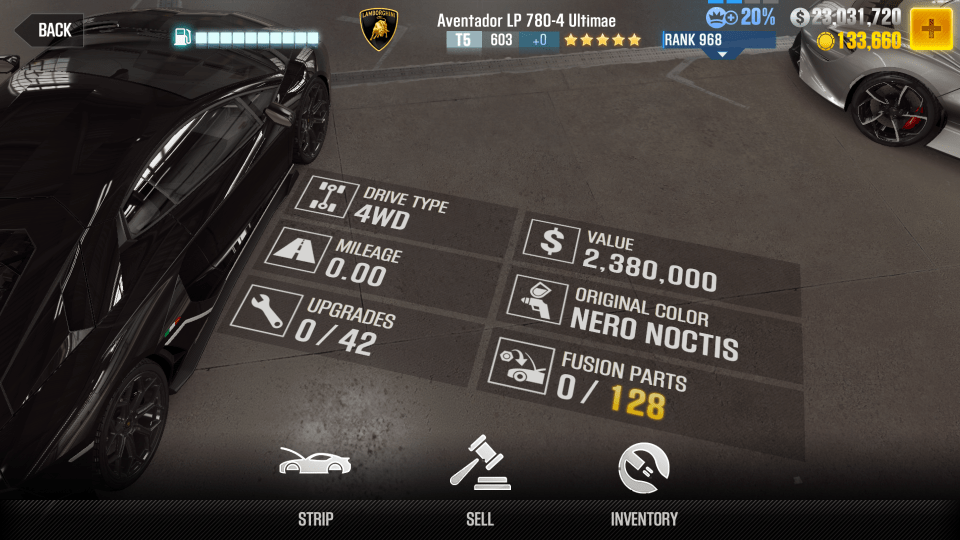 BACK
LAMBORGHINI
Aventador LP 780-4 Ultimae
T5 603 +0
20%
RANK 968
$ 23,031,720
133,660
DRIVE TYPE
4WD
MILEAGE
0.00
UPGRADES
0 / 42
$ VALUE
2,380,000
ORIGINAL COLOR
NERO NOCTIS
FUSION PARTS
0 / 128
STRIP
SELL
INVENTORY